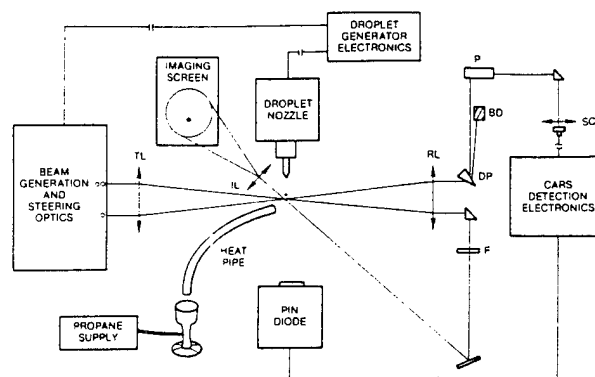 DROPLET
GENERATOR
ELECTRONICS
IMAGING
SCREEN
DROPLET
NOZZLE
P
BD
SO
TL
IL
RL
DP
BEAM
GENERATION
AND
STEERING
OPTICS
CARS
DETECTION
ELECTRONICS
HEAT
PIPE
F
PIN
DIODE
PROPANE
SUPPLY